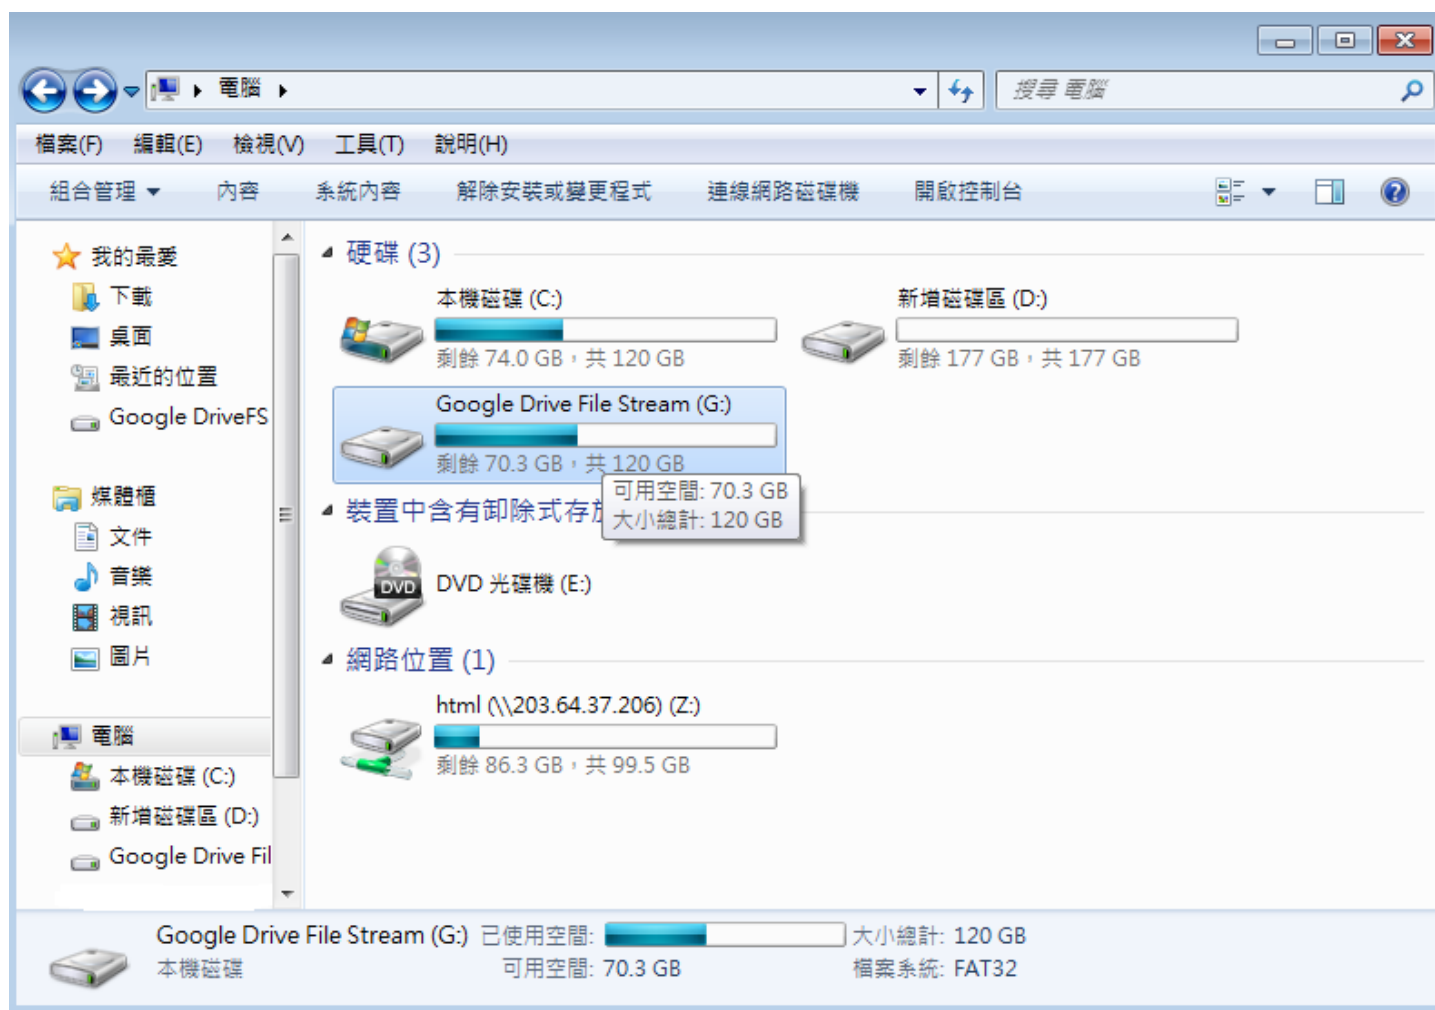 電腦
搜尋 電腦
檔案(F) 編輯(E) 檢視(V) 工具(T) 說明(H)
組合管理 內容 系統內容 解除安裝或變更程式 連線網路磁碟機 開啟控制台
我的最愛
下載
桌面
最近的位置
Google DriveFS
媒體櫃
文件
音樂
視訊
圖片
電腦
本機磁碟 (C:)
新增磁碟區 (D:)
Google Drive Fil
硬碟 (3)
本機磁碟 (C:)
剩餘 74.0 GB，共 120 GB
新增磁碟區 (D:)
剩餘 177 GB，共 177 GB
Google Drive File Stream (G:)
剩餘 70.3 GB，共 120 GB
可用空間: 70.3 GB
大小總計: 120 GB
裝置中含有卸除式存放
DVD 光碟機 (E:)
DVD
網路位置 (1)
html (\\203.64.37.206) (Z:)
剩餘 86.3 GB，共 99.5 GB
Google Drive File Stream (G:) 已使用空間: 大小總計: 120 GB
本機磁碟 可用空間: 70.3 GB 檔案系統: FAT32